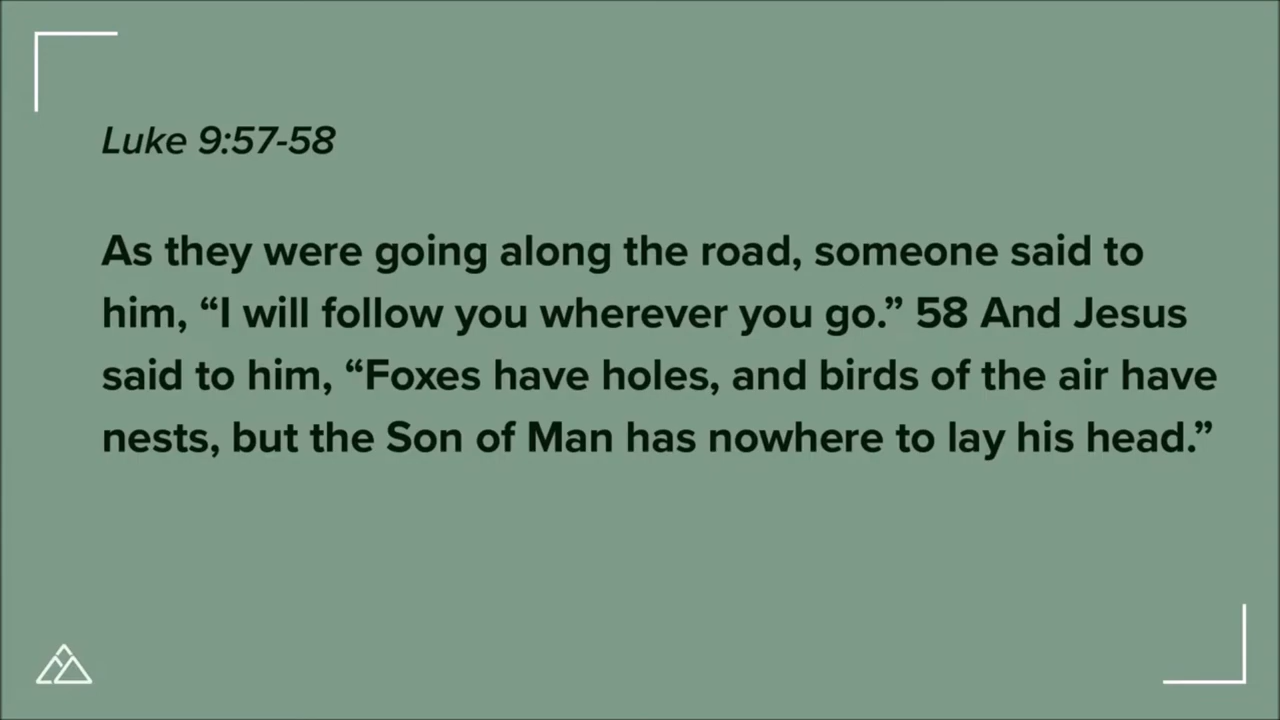 Luke 9:57-58
As they were going along the road, someone said to
him, “I will follow you wherever you go.” 58 And Jesus
said to him, “Foxes have holes, and birds of the air have
nests, but the Son of Man has nowhere to lay his head.”